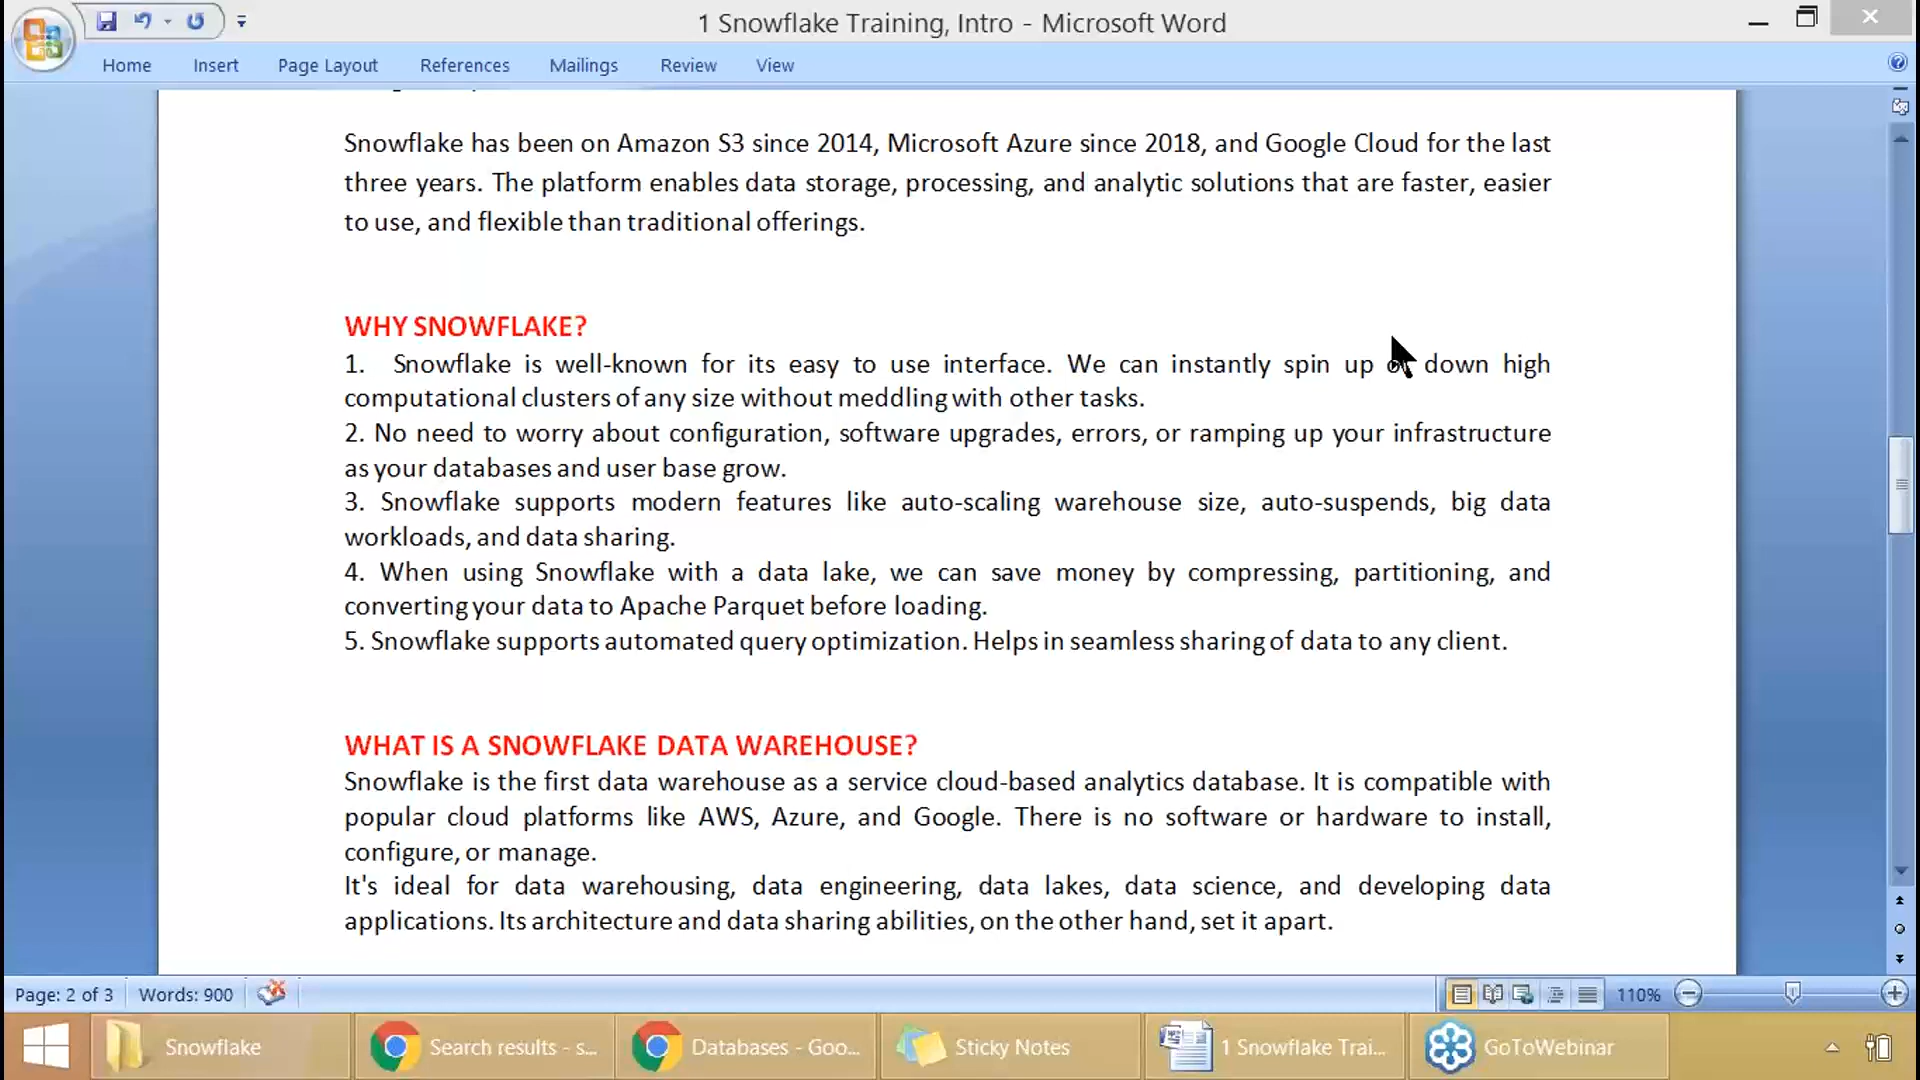 1 Snowflake Training, Intro - Microsoft Word
Home Insert Page Layout References Mailings Review View
Snowflake has been on Amazon S3 since 2014, Microsoft Azure since 2018, and Google Cloud for the last
three years. The platform enables data storage, processing, and analytic solutions that are faster, easier
to use, and flexible than traditional offerings.
WHY SNOWFLAKE?
1. Snowflake is well-known for its easy to use interface. We can instantly spin up or down high
computational clusters of any size without meddling with other tasks.
2. No need to worry about configuration, software upgrades, errors, or ramping up your infrastructure
as your databases and user base grow.
3. Snowflake supports modern features like auto-scaling warehouse size, auto-suspends, big data
workloads, and data sharing.
4. When using Snowflake with a data lake, we can save money by compressing, partitioning, and
converting your data to Apache Parquet before loading.
5. Snowflake supports automated query optimization. Helps in seamless sharing of data to any client.
WHAT IS A SNOWFLAKE DATA WAREHOUSE?
Snowflake is the first data warehouse as a service cloud-based analytics database. It is compatible with
popular cloud platforms like AWS, Azure, and Google. There is no software or hardware to install,
configure, or manage.
It's ideal for data warehousing, data engineering, data lakes, data science, and developing data
applications. Its architecture and data sharing abilities, on the other hand, set it apart.
Page: 2 of 3 Words: 900 110%
Snowflake Search results - s... Databases - Goo... Sticky Notes 1 Snowflake Trai... GoToWebinar